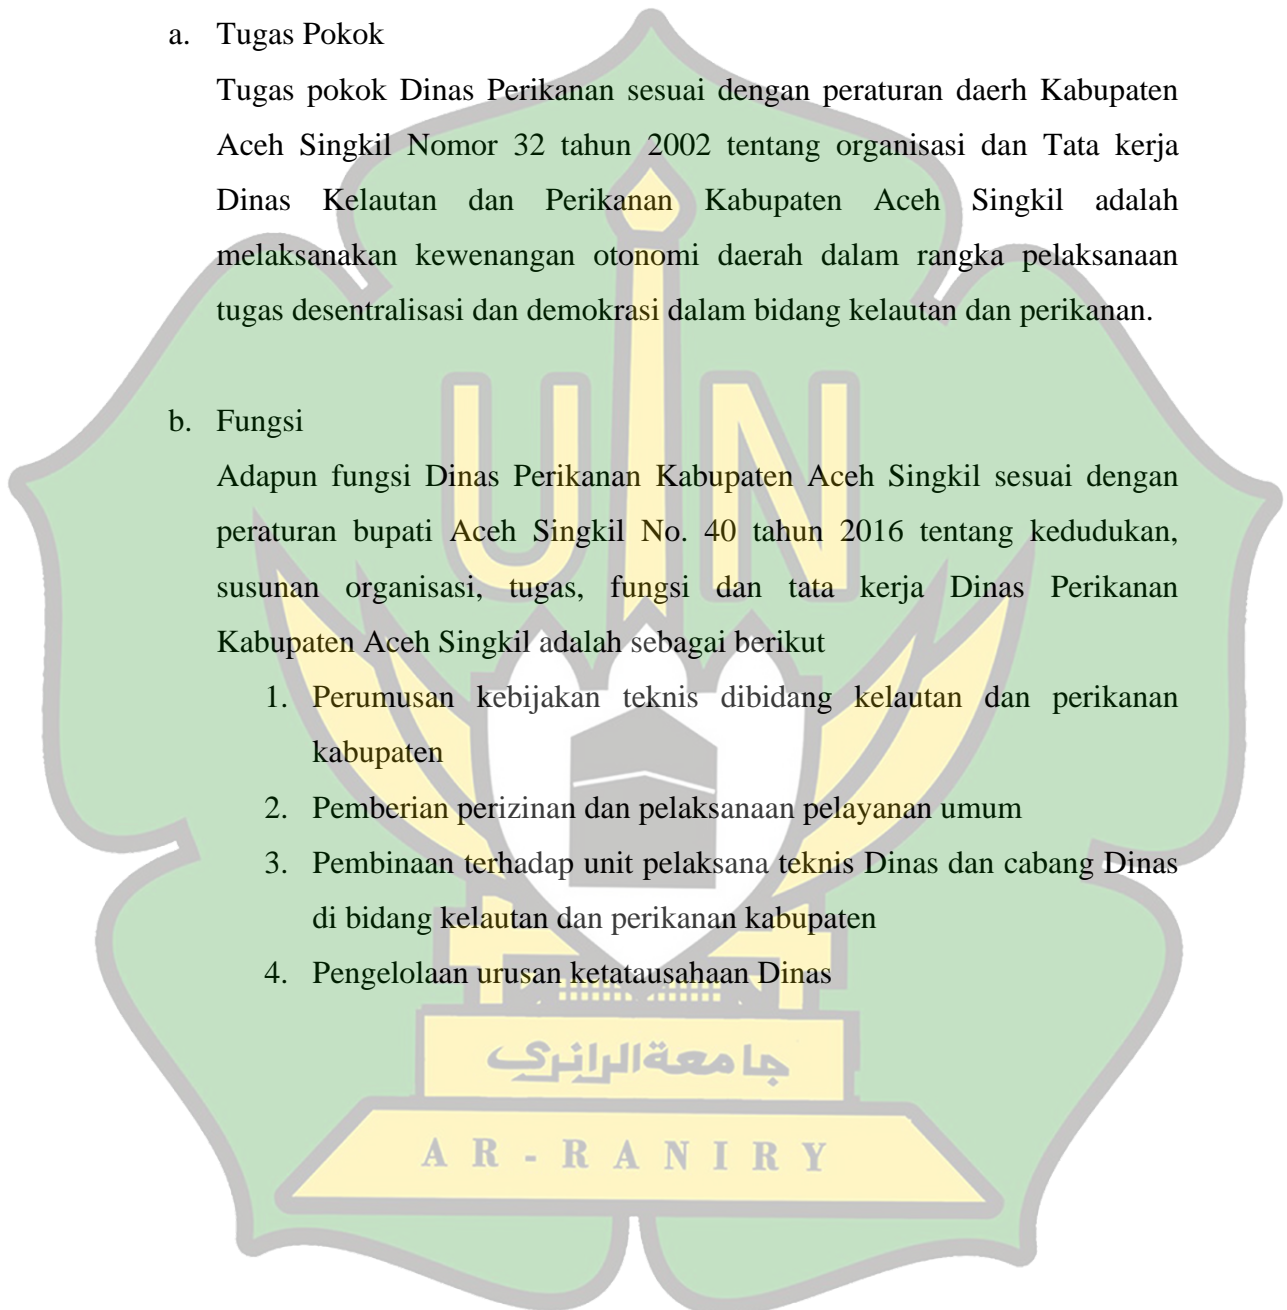 a. Tugas Pokok
Tugas pokok Dinas Perikanan sesuai dengan peraturan daerh Kabupaten
Aceh Singkil Nomor 32 tahun 2002 tentang organisasi dan Tata kerja
Dinas Kelautan dan Perikanan Kabupaten Aceh Singkil adalah
melaksanakan kewenangan otonomi daerah dalam rangka pelaksanaan
tugas desentralisasi dan demokrasi dalam bidang kelautan dan perikanan.
b. Fungsi
Adapun fungsi Dinas Perikanan Kabupaten Aceh Singkil sesuai dengan
peraturan bupati Aceh Singkil No. 40 tahun 2016 tentang kedudukan,
susunan organisasi, tugas, fungsi dan tata kerja Dinas Perikanan
Kabupaten Aceh Singkil adalah sebagai berikut
1. Perumusan kebijakan teknis dibidang kelautan dan perikanan
kabupaten
2. Pemberian perizinan dan pelaksanaan pelayanan umum
3. Pembinaan terhadap unit pelaksana teknis Dinas dan cabang Dinas
di bidang kelautan dan perikanan kabupaten
4. Pengelolaan urusan ketatausahaan Dinas
UIN
جامعة الرانري
AR-RANIRY